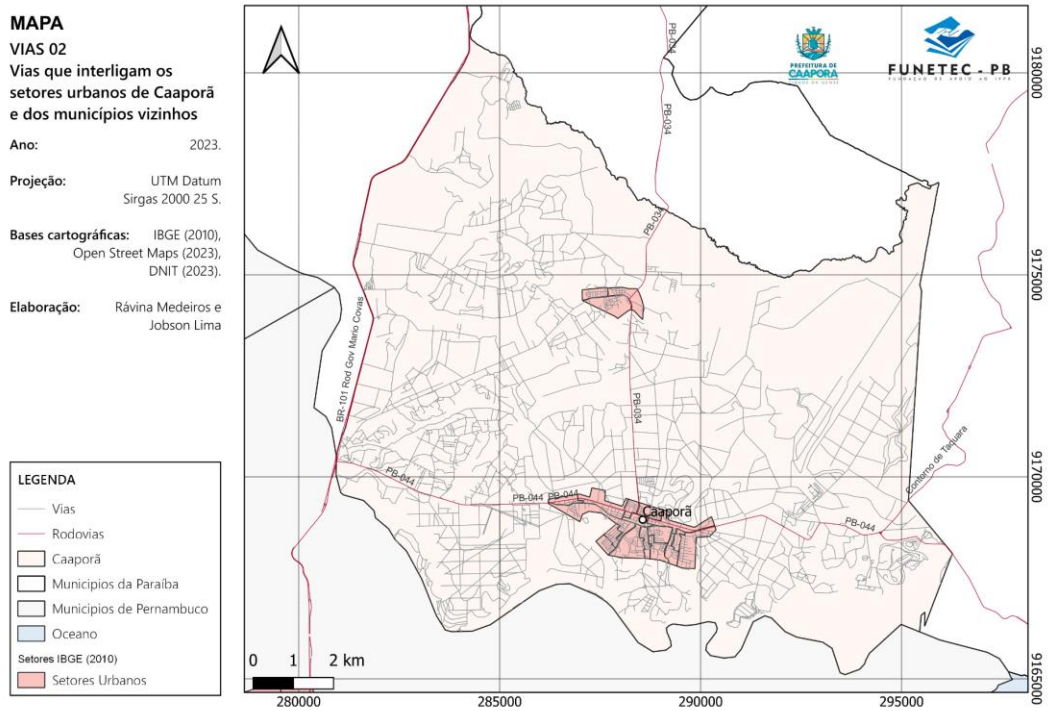 MAPA
VIAS 02
Vias que interligam os
setores urbanos de Caaporã
e dos municípios vizinhos
Ano: 2023.
Projeção: UTM Datum
Sirgas 2000 25 S.
Bases cartográficas: IBGE (2010),
Open Street Maps (2023),
DNIT (2023).
Elaboração: Rávina Medeiros e
Jobson Lima
LEGENDA
Vias
Rodovias
Caaporã
Municipios da Paraíba
Municipios de Pernambuco
Oceano
Setores IBGE (2010)
Setores Urbanos
PREFEITURA DE
CAAPORÃ
FUNETEC - PB
FUNDAÇÃO DE APOIO AO IFPB
PB-034
PB-034
PB-034
PB-034
BR-101 Rod Gov Mario Covas
PB-044
PB-044 PB-044
Caaporã
PB-044
Contorno de Taquara
0 1 2 km
280000 285000 290000 295000
9180000
9175000
9170000
9165000